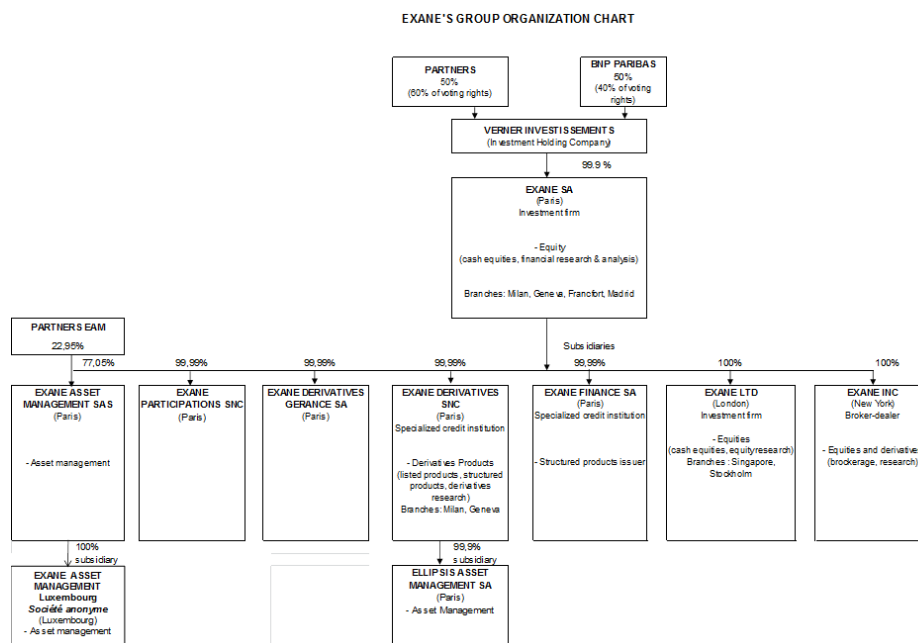 EXANE'S GROUP ORGANIZATION CHART
PARTNERS
50%
(60% of voting rights)
BNP PARIBAS
50%
(40% of voting
rights)
VERNER INVESTISSEMENTS
(Investment Holding Company)
99.9 %
EXANE SA
(Paris)
Investment firm
- Equity
(cash equities, financial research & analysis)
Branches: Milan, Geneva, Francfort, Madrid
PARTNERS EAM
22,95%
Subsidiaries
77,05%
99,99%
99,99%
99,99%
99,99%
100%
100%
EXANE ASSET
MANAGEMENT SAS
(Paris)
- Asset management
EXANE
PARTICIPATIONS SNC
(Paris)
EXANE DERIVATIVES
GERANCE SA
(Paris)
EXANE DERIVATIVES
SNC
(Paris)
Specialized credit institution
- Derivatives Products
(listed products, structured
products, derivatives
research)
Branches: Milan, Geneva
EXANE FINANCE SA
(Paris)
Specialized credit institution
- Structured products issuer
EXANE LTD
(London)
Investment firm
- Equities
(cash equities, equityresearch)
Branches : Singapore,
Stockholm
EXANE INC
(New York)
Broker-dealer
- Equities and derivatives
(brokerage, research)
100%
subsidiary
99,9%
subsidiary
EXANE ASSET
MANAGEMENT
Luxembourg
Société anonyme
(Luxembourg)
- Asset management
ELLIPSIS ASSET
MANAGEMENT SA
(Paris)
- Asset Management